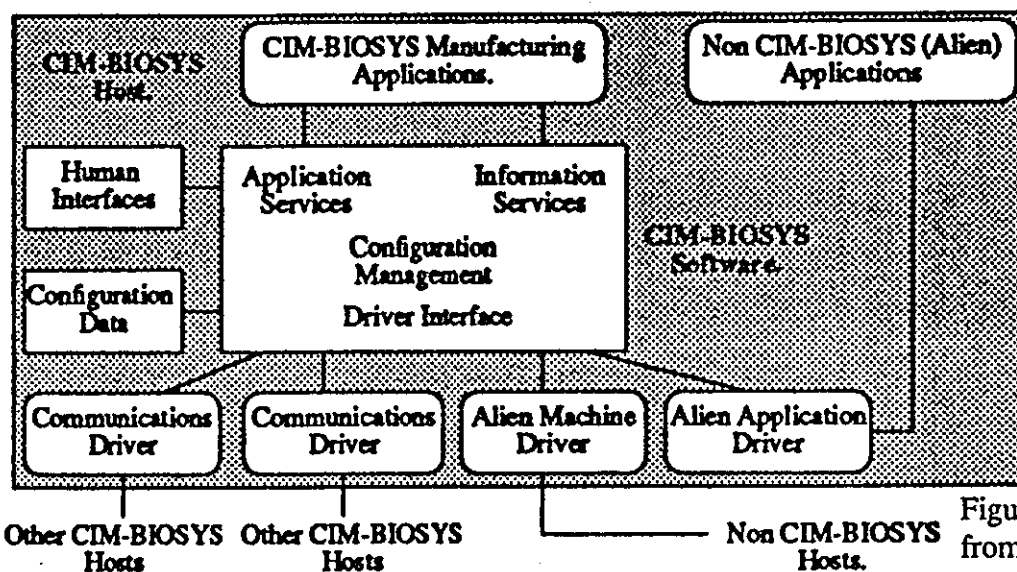 CIM-BIOSYS
Host.
CIM-BIOSYS Manufacturing
Applications.
Non CIM-BIOSYS (Alien)
Applications
Human
Interfaces
Application
Services
Information
Services
Configuration
Management
Driver Interface
CIM-BIOSYS
Software.
Configuration
Data
Communications
Driver
Communications
Driver
Alien Machine
Driver
Alien Application
Driver
Other CIM-BIOSYS
Hosts
Other CIM-BIOSYS
Hosts
Non CIM-BIOSYS
Hosts.
Figu
from